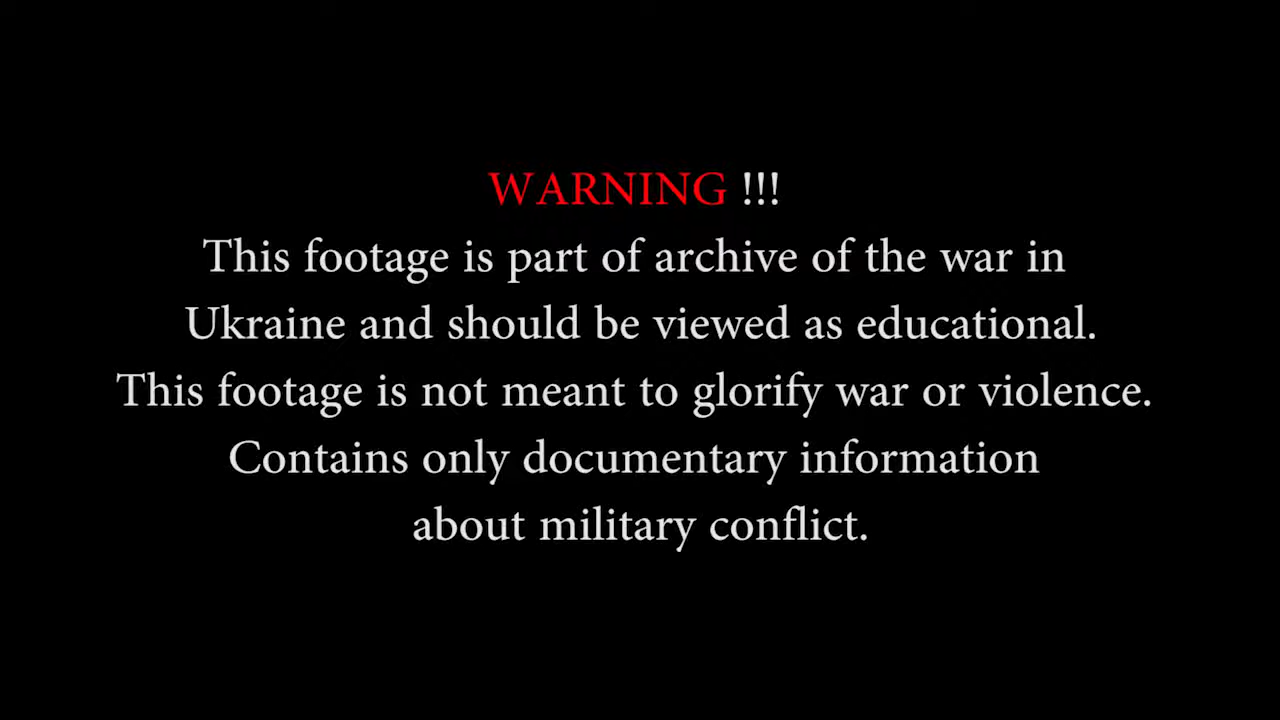 WARNING !!!
This footage is part of archive of the war in
Ukraine and should be viewed as educational.
This footage is not meant to glorify war or violence.
Contains only documentary information
about military conflict.